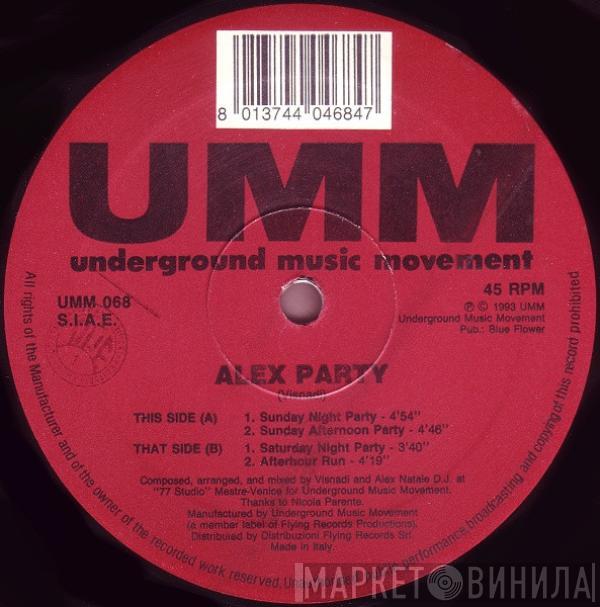 8 013744 046847
UMM
underground music movement
UMM 068
S.I.A.E.
45 RPM
℗ © 1993 UMM
Underground Music Movement
Pub.: Blue Flower
ALEX PARTY
(Visnadi)
THIS SIDE (A) 1. Sunday Night Party - 4'54"
2. Sunday Afternoon Party - 4'46"
THAT SIDE (B) 1. Saturday Night Party - 3'40"
2. Afterhour Run - 4'19"
Composed, arranged, and mixed by Visnadi and Alex Natale D.J. at
"77 Studio" Mestre-Venice for Underground Music Movement.
Thanks to Nicola Parente.
Manufactured by Underground Music Movement
(a member label of Flying Records Productions).
Distribuied by Distribuzioni Flying Records Srl.
Made in Italy.
All rights of the Manufacturer and of the owner of the recorded work reserved. performance, broadcasting and copying of this record prohibited
МАРКЕТ ВИНИЛА